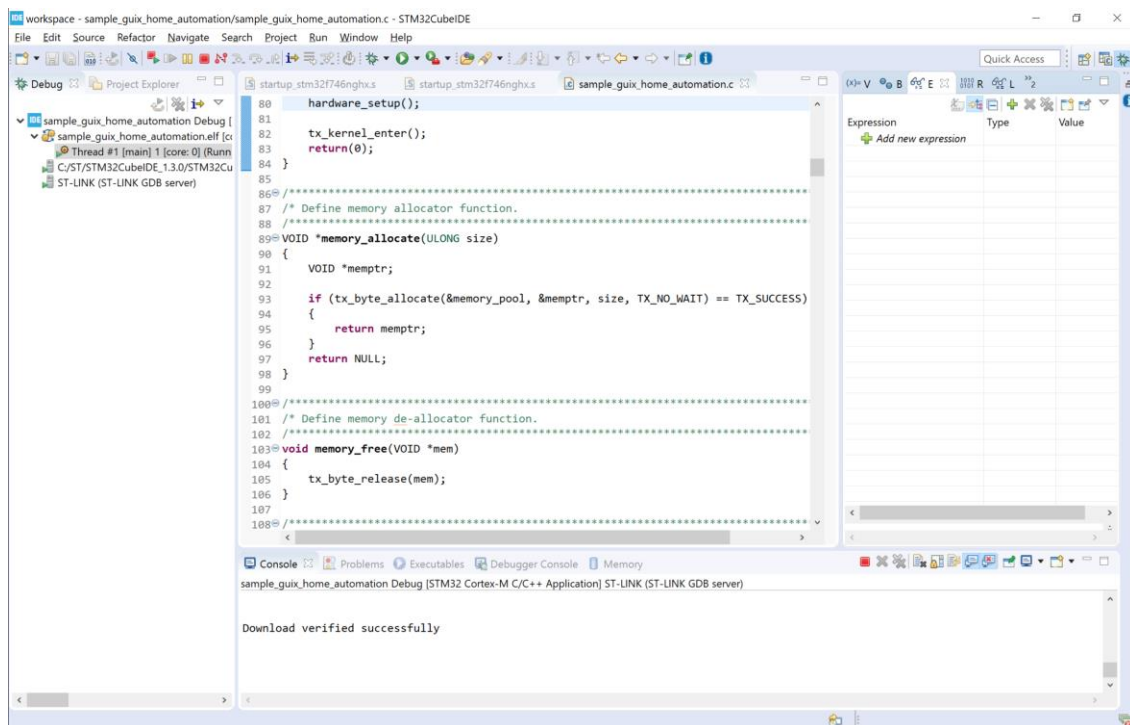 workspace - sample_guix_home_automation/sample_guix_home_automation.c - STM32CubeIDE
File Edit Source Refactor Navigate Search Project Run Window Help
Quick Access
Debug Project Explorer
sample_guix_home_automation Debug [
sample_guix_home_automation.elf [co
Thread #1 [main] 1 [core: 0] (Runn
C:/ST/STM32CubeIDE_1.3.0/STM32Cu
ST-LINK (ST-LINK GDB server)
startup_stm32f746nghx.s startup_stm32f746nghx.s sample_guix_home_automation.c
80 hardware_setup();
81
82 tx_kernel_enter();
83 return(0);
84 }
85
86 /*******************************************************************************
87 /* Define memory allocator function.
88 /*******************************************************************************
89 VOID *memory_allocate(ULONG size)
90 {
91 VOID *memptr;
92
93 if (tx_byte_allocate(&memory_pool, &memptr, size, TX_NO_WAIT) == TX_SUCCESS)
94 {
95 return memptr;
96 }
97 return NULL;
98 }
99
100 /*******************************************************************************
101 /* Define memory de-allocator function.
102 /*******************************************************************************
103 void memory_free(VOID *mem)
104 {
105 tx_byte_release(mem);
106 }
107
108 /*******************************************************************************
(x)= V B E R L 2
Expression Type Value
Add new expression
Console Problems Executables Debugger Console Memory
sample_guix_home_automation Debug [STM32 Cortex-M C/C++ Application] ST-LINK (ST-LINK GDB server)
Download verified successfully